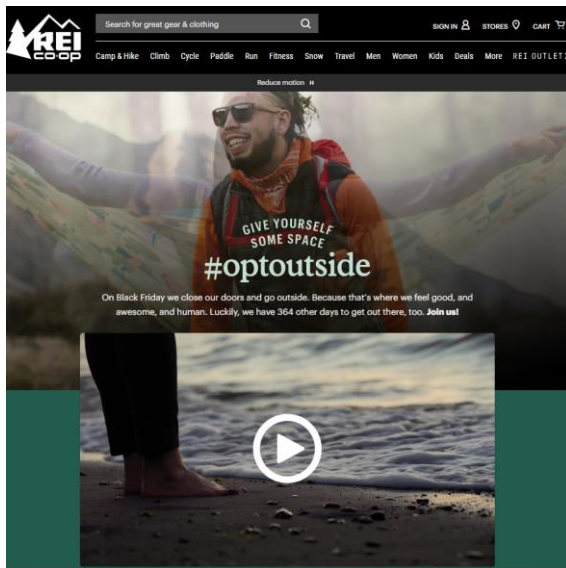 REI
CO·OP
Search for great gear & clothing
SIGN IN
STORES
CART
Camp & Hike Climb Cycle Paddle Run Fitness Snow Travel Men Women Kids Deals More REI OUTLET
Reduce motion
GIVE YOURSELF
SOME SPACE
#optoutside
On Black Friday we close our doors and go outside. Because that's where we feel good, and
awesome, and human. Luckily, we have 364 other days to get out there, too. Join us!